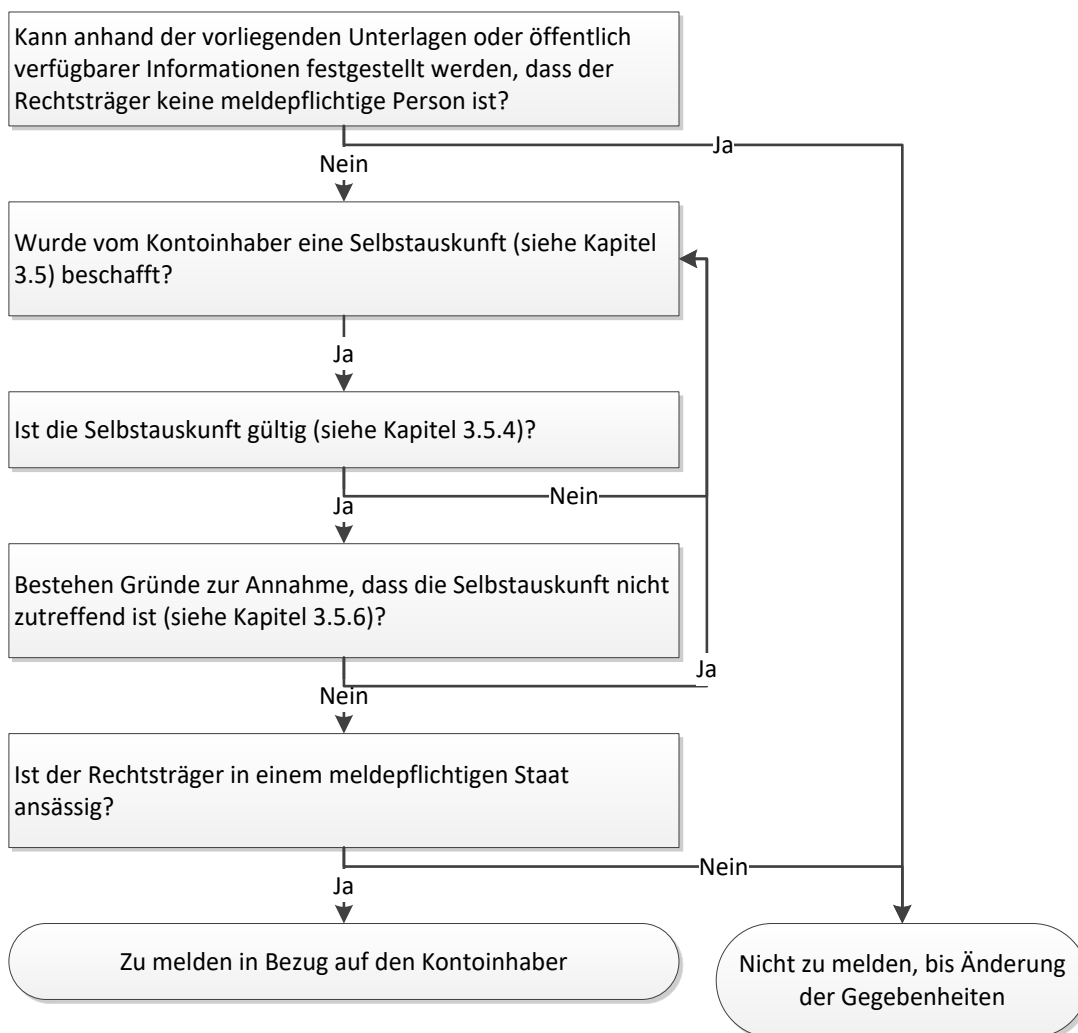 Kann anhand der vorliegenden Unterlagen oder öffentlich
verfügbarer Informationen festgestellt werden, dass der
Rechtsträger keine meldepflichtige Person ist?
Ja
Nein
Wurde vom Kontoinhaber eine Selbstauskunft (siehe Kapitel
3.5) beschafft?
Ja
Ist die Selbstauskunft gültig (siehe Kapitel 3.5.4)?
Nein
Ja
Bestehen Gründe zur Annahme, dass die Selbstauskunft nicht
zutreffend ist (siehe Kapitel 3.5.6)?
Ja
Nein
Ist der Rechtsträger in einem meldepflichtigen Staat
ansässig?
Nein
Ja
Zu melden in Bezug auf den Kontoinhaber
Nicht zu melden, bis Änderung
der Gegebenheiten